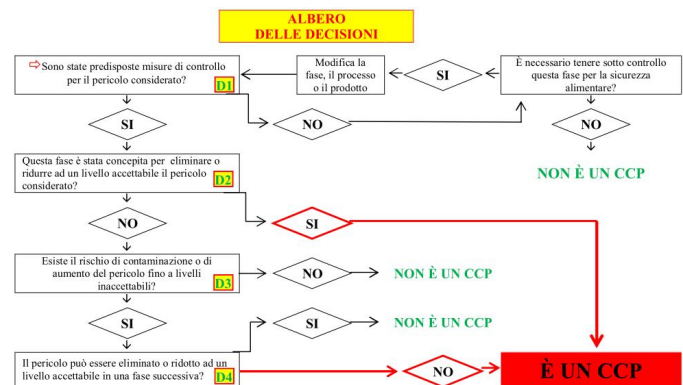 ALBERO
DELLE DECISIONI
⇨Sono state predisposte misure di controllo
per il pericolo considerato?
D1
Modifica la
fase, il processo
o il prodotto
SI
È necessario tenere sotto controllo
questa fase per la sicurezza
alimentare?
SI
NO
NO
NON È UN CCP
Questa fase è stata concepita per eliminare o
ridurre ad un livello accettabile il pericolo
considerato?
D2
NO
SI
Esiste il rischio di contaminazione o di
aumento del pericolo fino a livelli
inaccettabili?
D3
NO
NON È UN CCP
SI
SI
NON È UN CCP
Il pericolo può essere eliminato o ridotto ad un
livello accettabile in una fase successiva?
D4
NO
È UN CCP